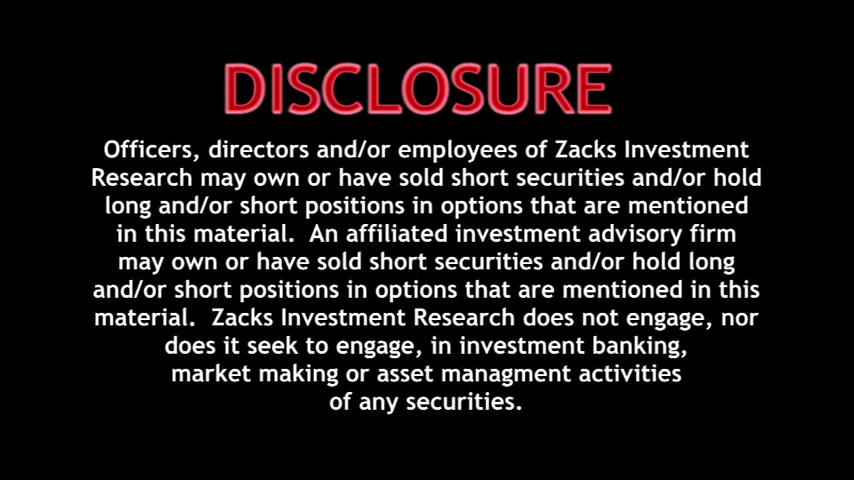 DISCLOSURE
Officers, directors and/or employees of Zacks Investment
Research may own or have sold short securities and/or hold
long and/or short positions in options that are mentioned
in this material.  An affiliated investment advisory firm
may own or have sold short securities and/or hold long
and/or short positions in options that are mentioned in this
material.  Zacks Investment Research does not engage, nor
does it seek to engage, in investment banking,
market making or asset managment activities
of any securities.